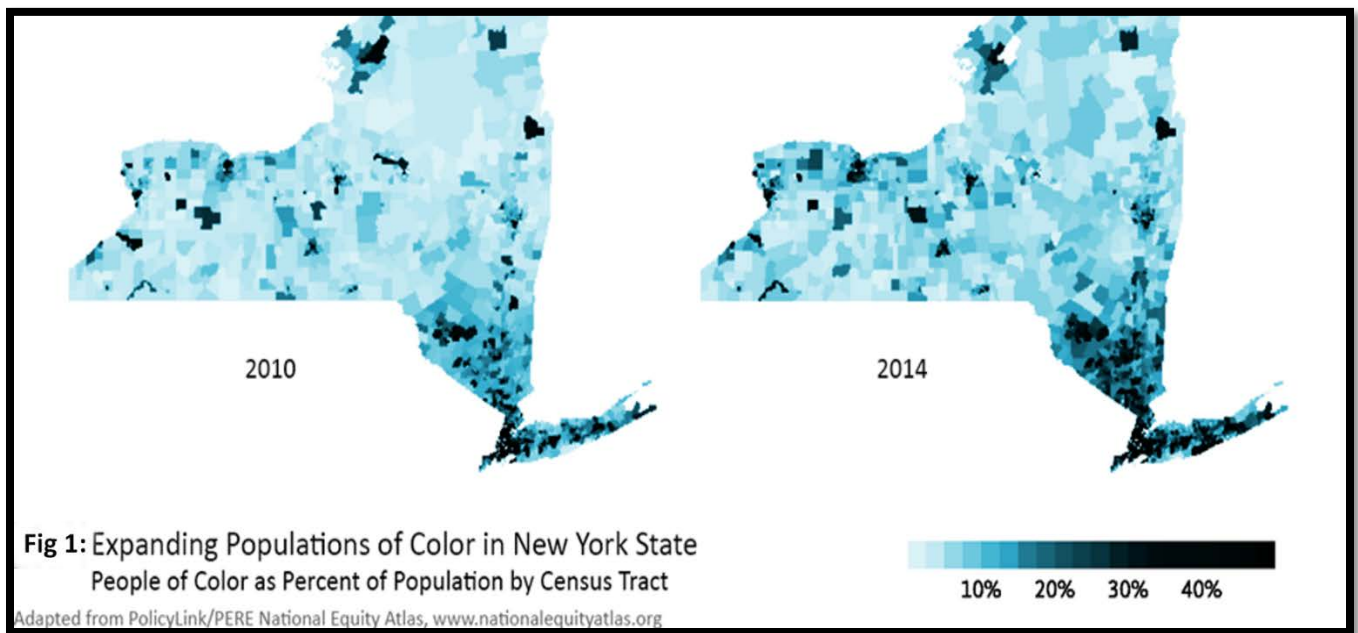 2010
2014
Fig 1: Expanding Populations of Color in New York State
People of Color as Percent of Population by Census Tract
10% 20% 30% 40%
Adapted from PolicyLink/PERE National Equity Atlas, www.nationalequityatlas.org